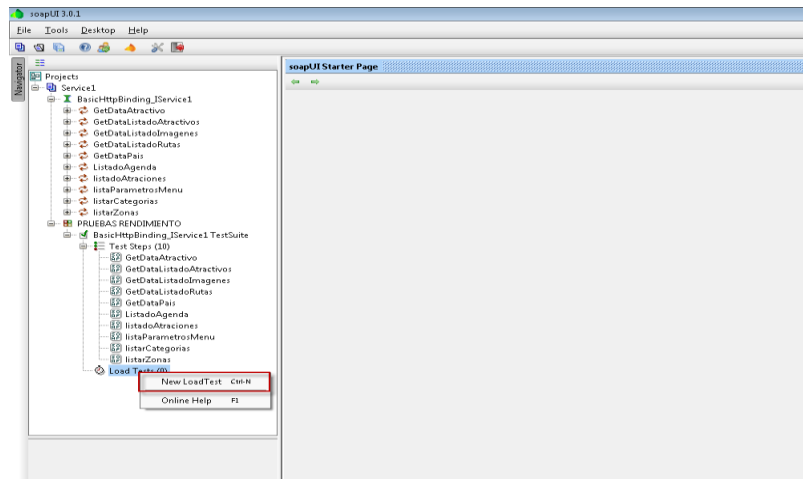 soapUI 3.0.1
File Tools Desktop Help
soapUI Starter Page
Navigator
Projects
Service1
BasicHttpBinding_IService1
GetDataAtractivo
GetDataListadoAtractivos
GetDataListadoImagenes
GetDataListadoRutas
GetDataPais
ListadoAgenda
listadoAtraciones
listaParametrosMenu
listarCategorias
listarZonas
PRUEBAS RENDIMIENTO
BasicHttpBinding_IService1 TestSuite
Test Steps (10)
GetDataAtractivo
GetDataListadoAtractivos
GetDataListadoImagenes
GetDataListadoRutas
GetDataPais
ListadoAgenda
listadoAtraciones
listaParametrosMenu
listarCategorias
listarZonas
Load Tests (0)
New LoadTest Ctrl-N
Online Help F1